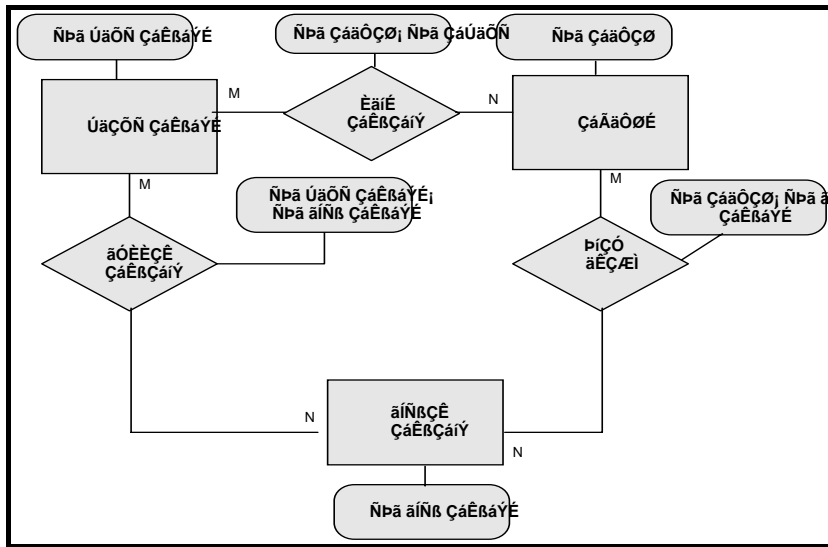 ÑÞã ÚäÕÑ ÇáÊßáÝÉ
ÑÞã ÇáäÔÇØ¡ ÑÞã ÇáÚäÕÑ
ÑÞã ÇáäÔÇØ
M
N
ÚäÇÕÑ ÇáÊßáÝÉ
ÈäíÉ
ÇáÊßÇáíÝ
ÇáÃäÔØÉ
M
M
ÑÞã ÚäÕÑ ÇáÊßáÝÉ¡
ÑÞã ãÍÑß ÇáÊßáÝÉ
ÑÞã ÇáäÔÇØ¡ ÑÞã ã
ÇáÊßáÝÉ
ãÓÈÈÇÊ
ÇáÊßÇáíÝ
ÞíÇÓ
äÊÇÆÌ
N
ãÍÑßÇÊ
ÇáÊßÇáíÝ
N
ÑÞã ãÍÑß ÇáÊßáÝÉ